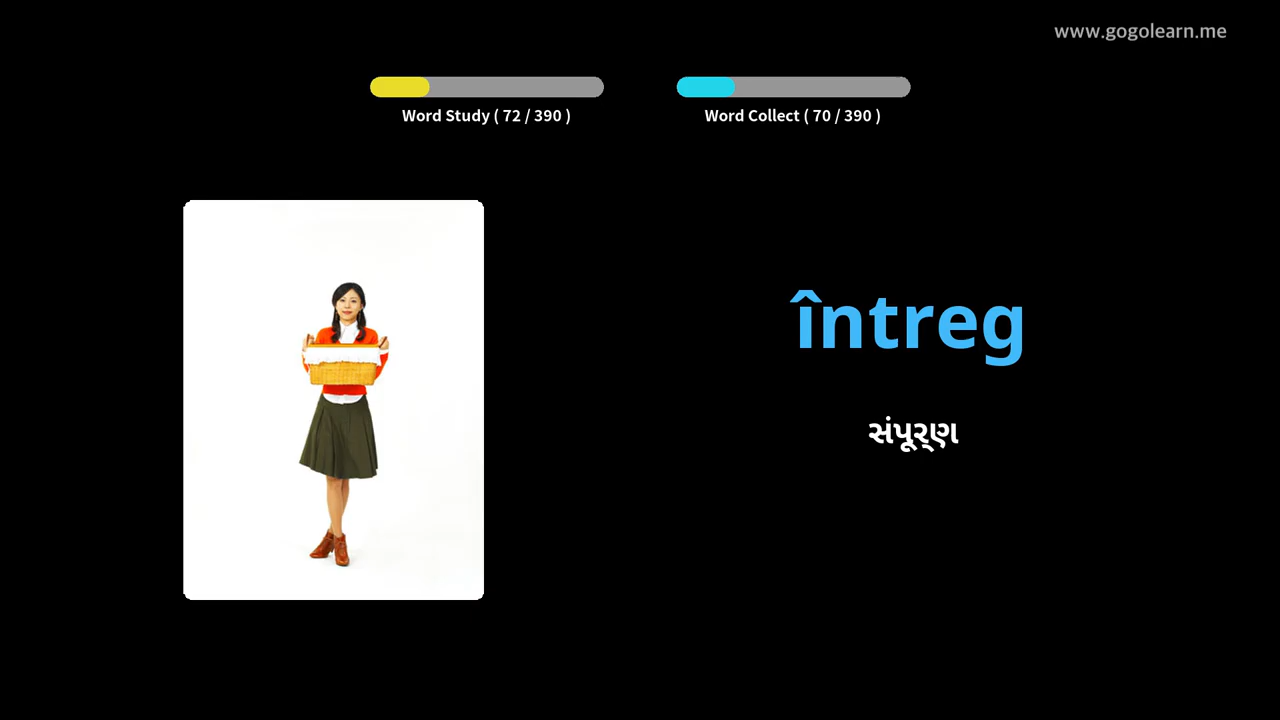 www.gogolearn.me
Word Study ( 72 / 390 )
Word Collect ( 70 / 390 )
întreg
સંપૂર્ણ